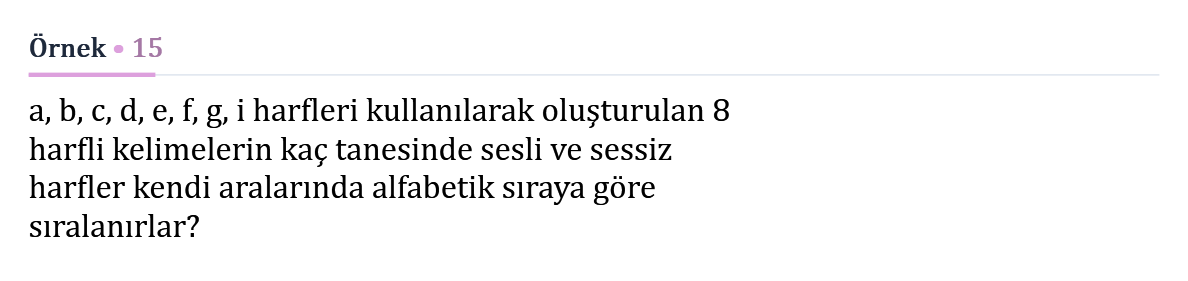 Örnek • 15
a, b, c, d, e, f, g, i harfleri kullanılarak oluşturulan 8
harfli kelimelerin kaç tanesinde sesli ve sessiz
harfler kendi aralarında alfabetik sıraya göre
sıralanırlar?